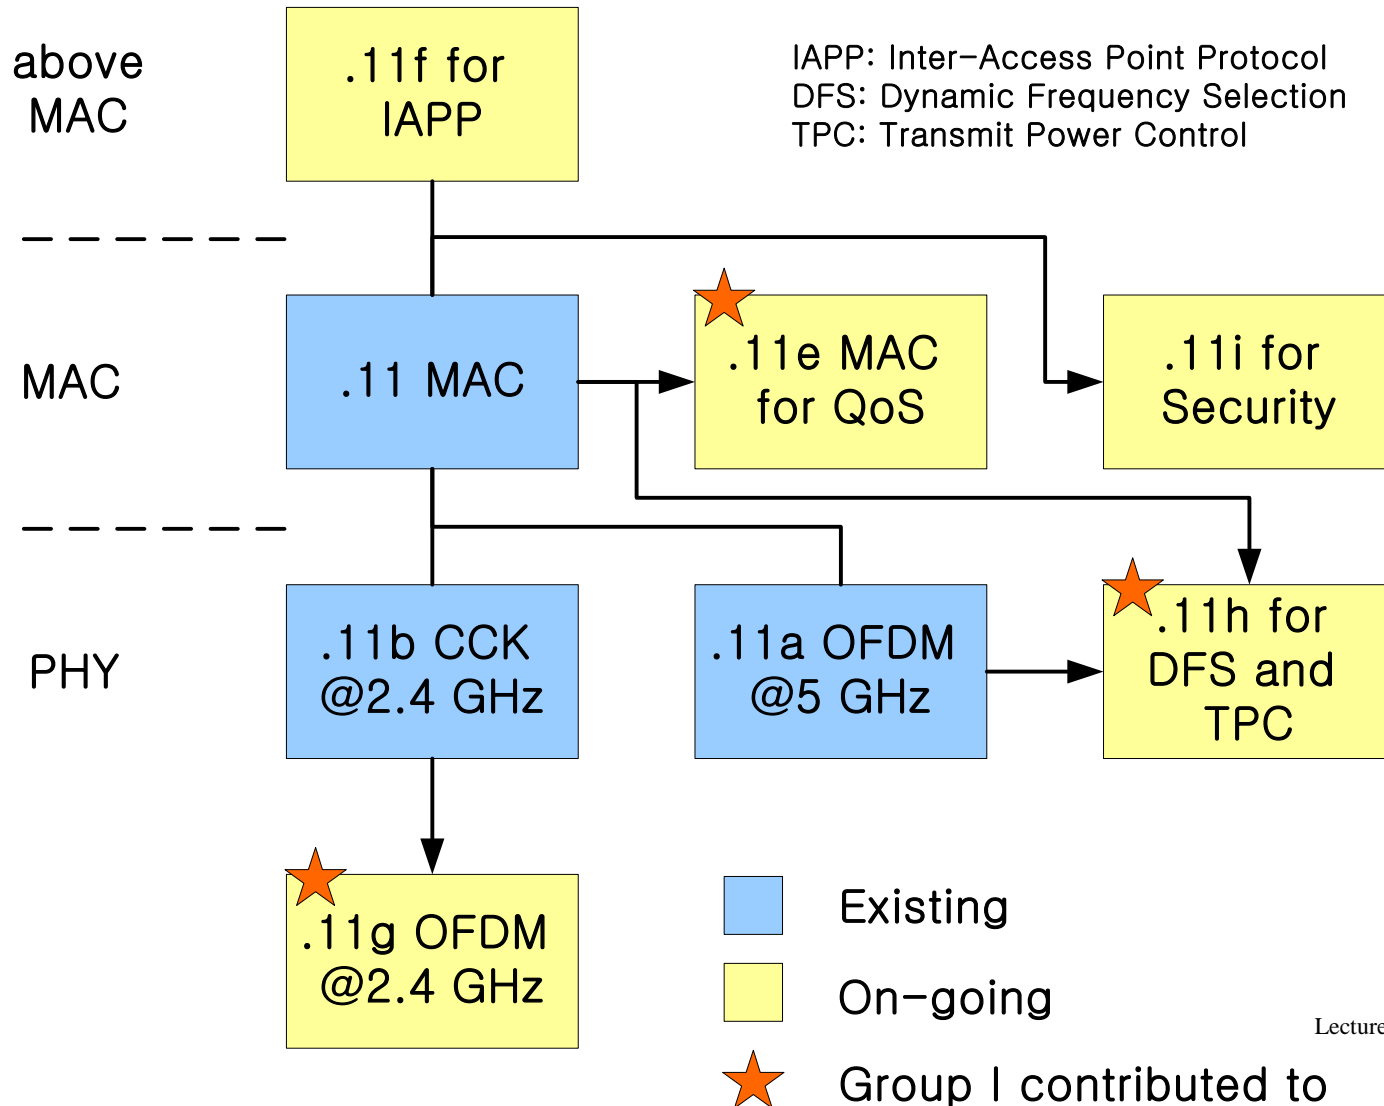 above
MAC
.11f for
IAPP
IAPP: Inter-Access Point Protocol
DFS: Dynamic Frequency Selection
TPC: Transmit Power Control
MAC
.11 MAC
.11e MAC
for QoS
.11i for
Security
PHY
.11b CCK
@2.4 GHz
.11a OFDM
@5 GHz
.11h for
DFS and
TPC
.11g OFDM
@2.4 GHz
Existing
On-going
Lecture
Group I contributed to